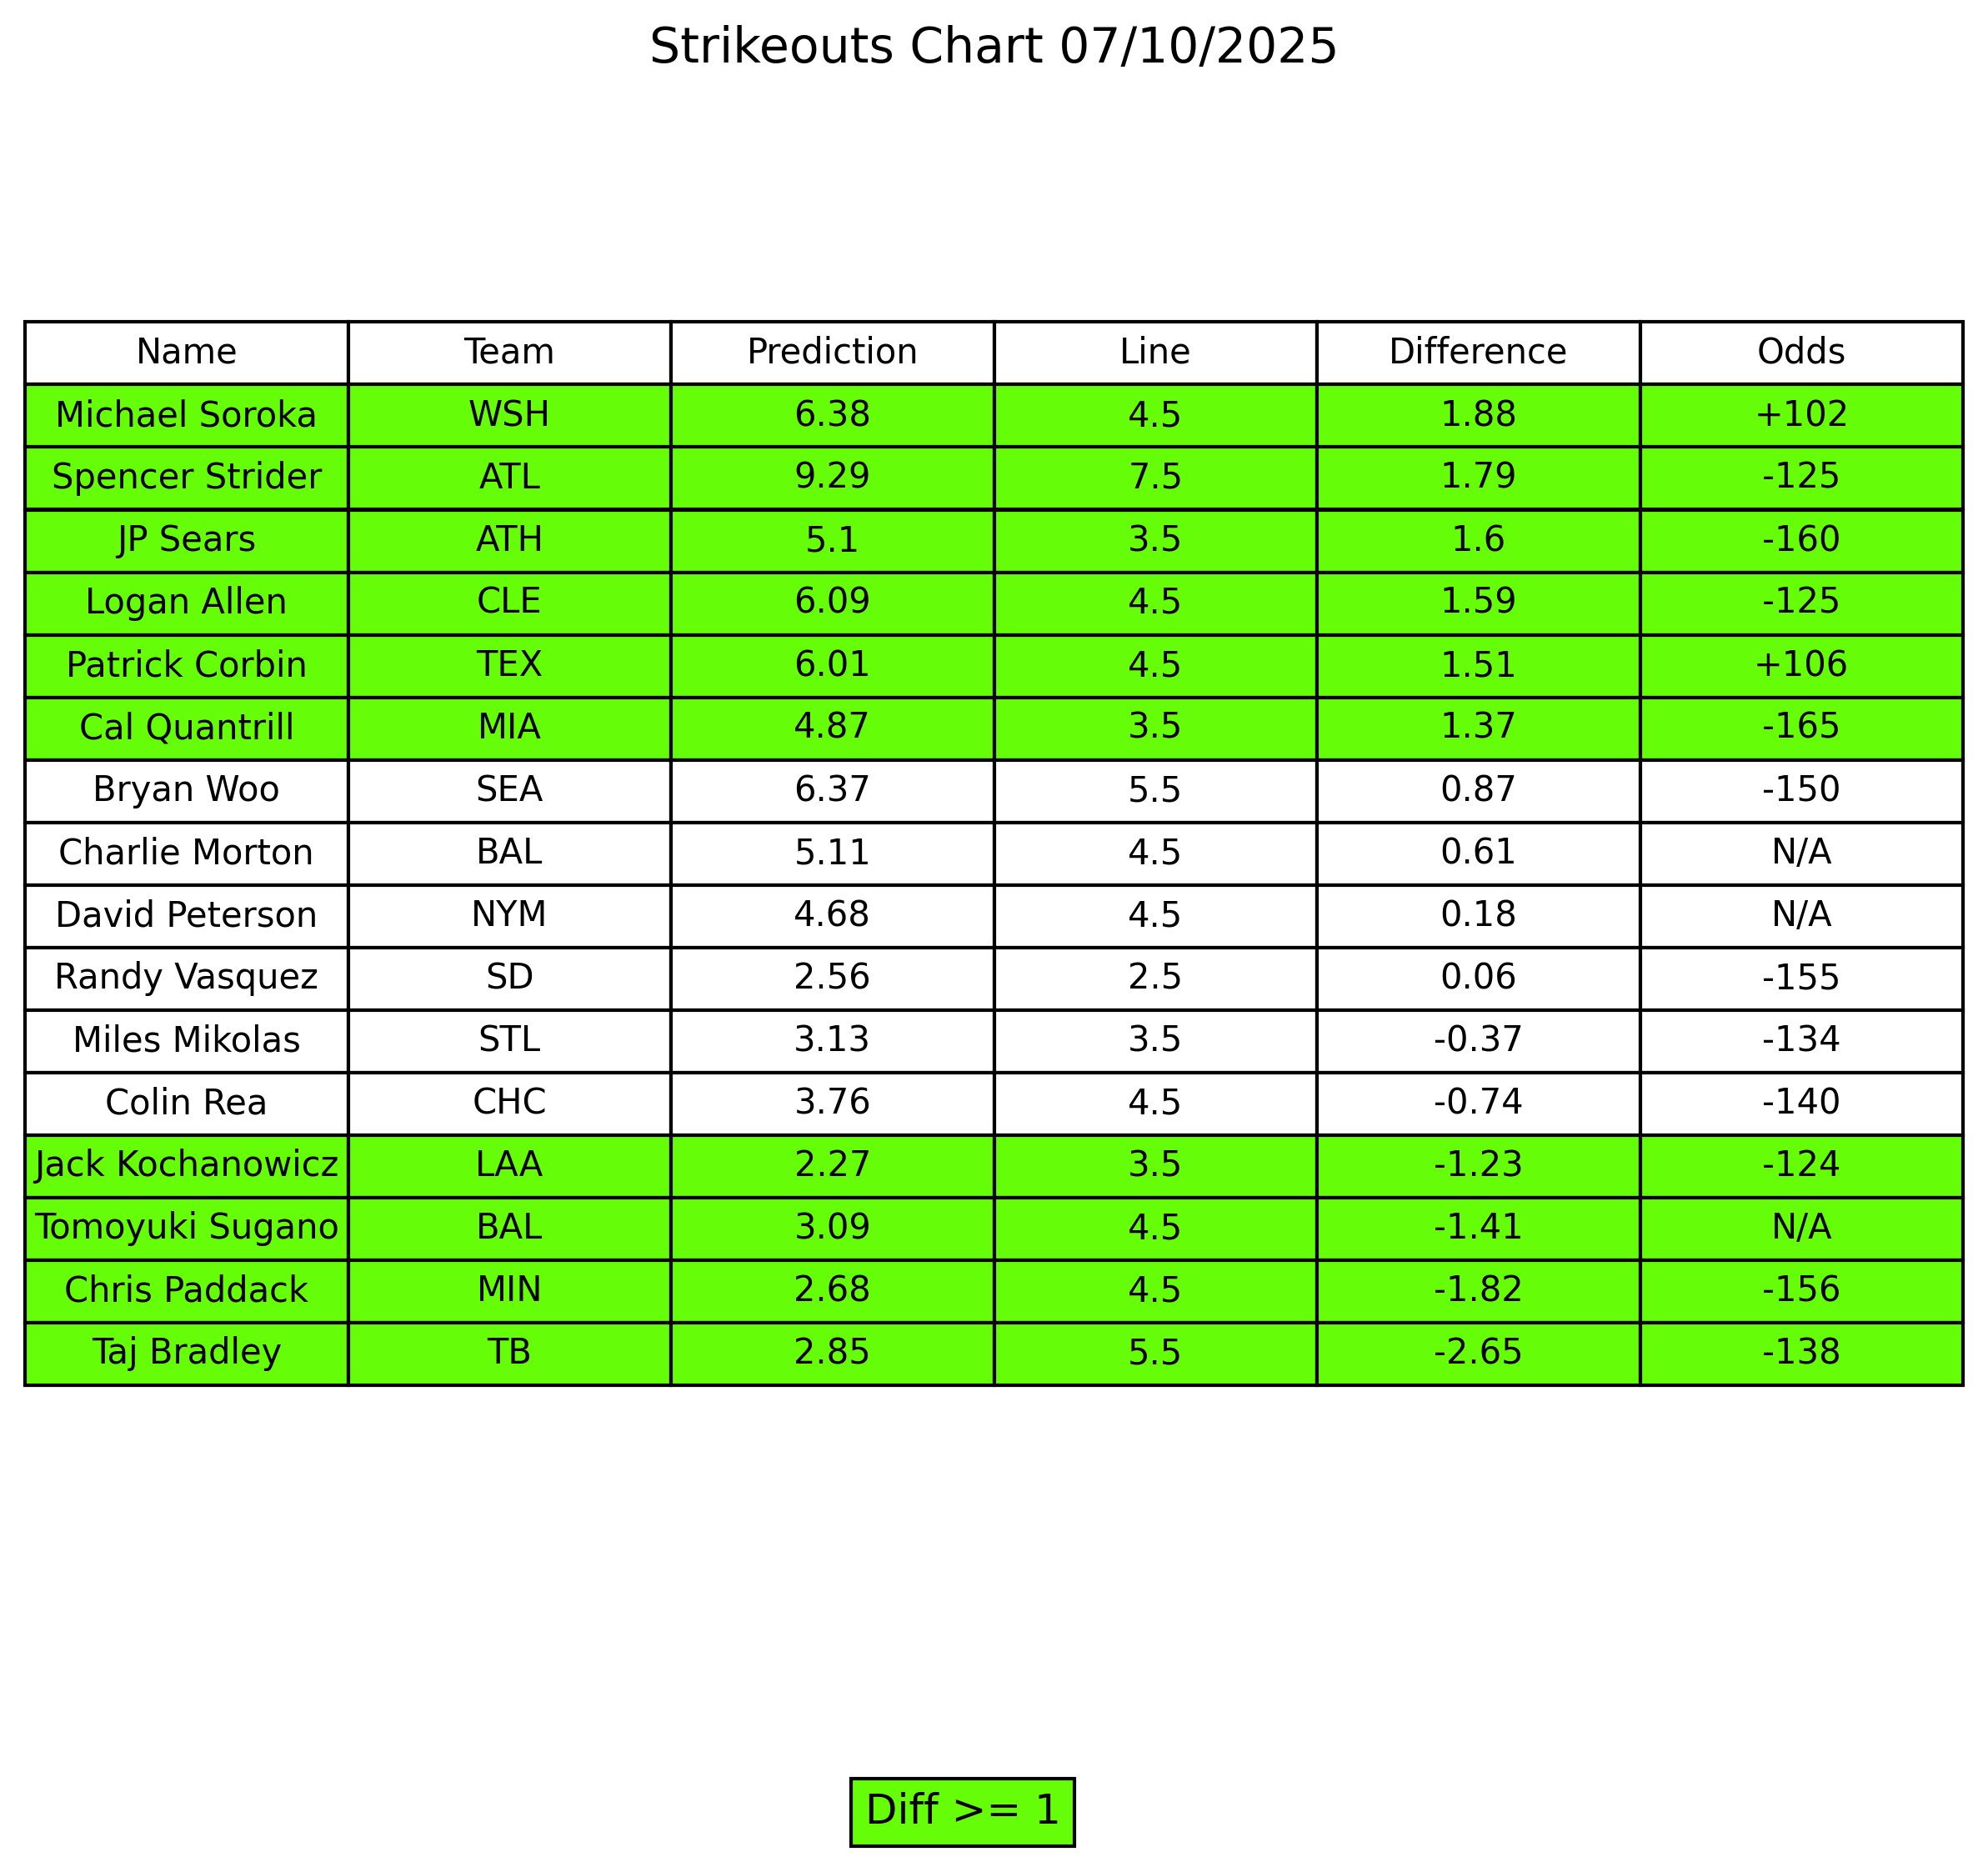 Strikeouts Chart 07/10/2025
Name Team Prediction Line Difference Odds
Michael Soroka WSH 6.38 4.5 1.88 +102
Spencer Strider ATL 9.29 7.5 1.79 -125
JP Sears ATH 5.1 3.5 1.6 -160
Logan Allen CLE 6.09 4.5 1.59 -125
Patrick Corbin TEX 6.01 4.5 1.51 +106
Cal Quantrill MIA 4.87 3.5 1.37 -165
Bryan Woo SEA 6.37 5.5 0.87 -150
Charlie Morton BAL 5.11 4.5 0.61 N/A
David Peterson NYM 4.68 4.5 0.18 N/A
Randy Vasquez SD 2.56 2.5 0.06 -155
Miles Mikolas STL 3.13 3.5 -0.37 -134
Colin Rea CHC 3.76 4.5 -0.74 -140
Jack Kochanowicz LAA 2.27 3.5 -1.23 -124
Tomoyuki Sugano BAL 3.09 4.5 -1.41 N/A
Chris Paddack MIN 2.68 4.5 -1.82 -156
Taj Bradley TB 2.85 5.5 -2.65 -138
Diff >= 1